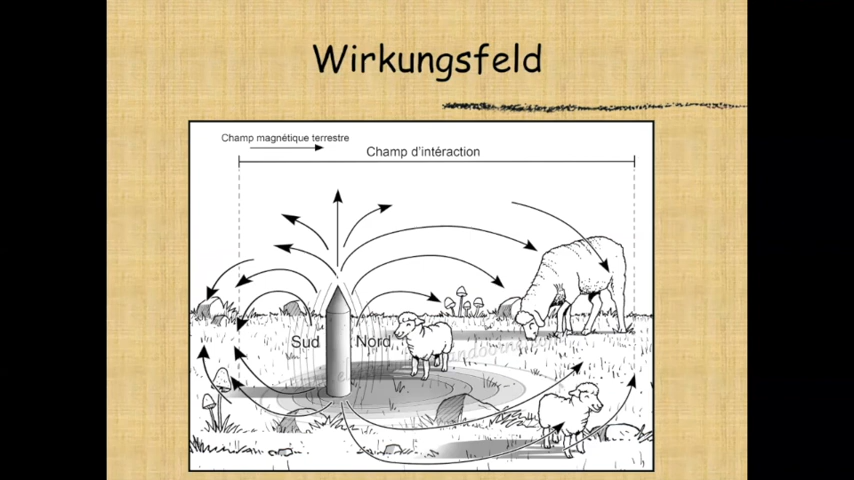 Wirkungsfeld
Champ magnétique terrestre
Champ d'intéraction
Sud
Nord